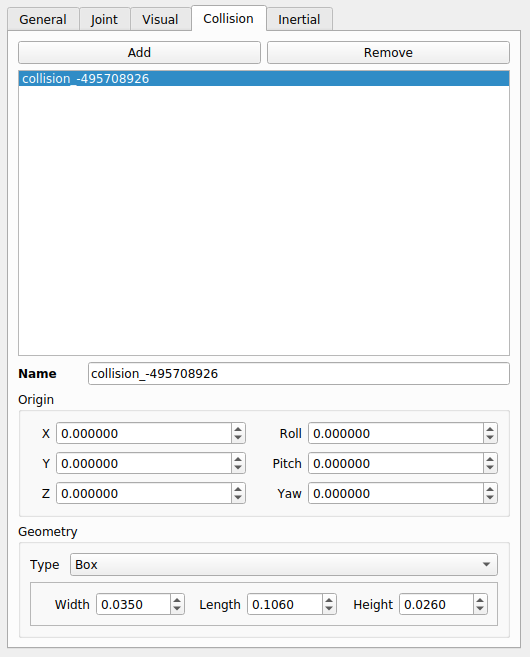 General Joint Visual Collision Inertial
Add Remove
collision_-495708926
Name collision_-495708926
Origin
X 0.000000 Roll 0.000000
Y 0.000000 Pitch 0.000000
Z 0.000000 Yaw 0.000000
Geometry
Type Box
Width 0.0350 Length 0.1060 Height 0.0260